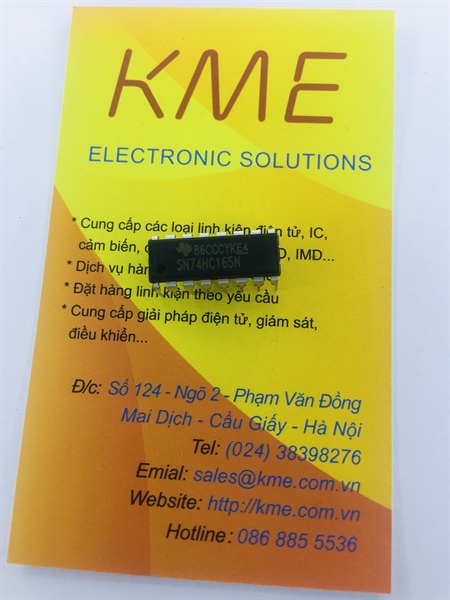 KME
ELECTRONIC SOLUTIONS
* Cung cấp các loại linh kiện điện tử, IC,
cảm biến, IMD...
86CCCYKE4
SN74HC165N
* Dịch vụ hàn
* Đặt hàng linh kiện theo yêu cầu
* Cung cấp giải pháp điện tử, giám sát,
điều khiển...
Đ/c: Số 124 - Ngõ 2 - Phạm Văn Đồng
Mai Dịch - Cầu Giấy - Hà Nội
Tel: (024) 38398276
Emial: sales@kme.com.vn
Website: http://kme.com.vn
Hotline: 086 885 5536